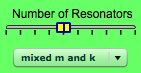 Number of Resonators
mixed m and k